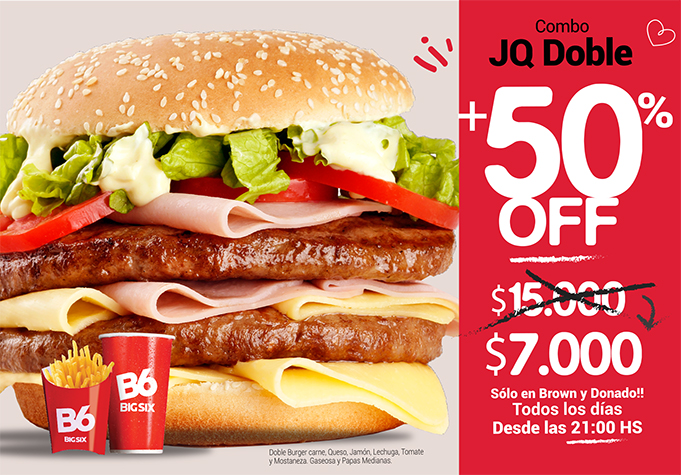 Combo
JQ Doble
+50%
OFF
$15.000
$7.000
Sólo en Brown y Donado!!
Todos los días
Desde las 21:00 HS
B6
BIG SIX
B6
BIG SIX
Doble Burger carne, Queso, Jamón, Lechuga, Tomate
y Mostaneza. Gaseosa y Papas Medianas.